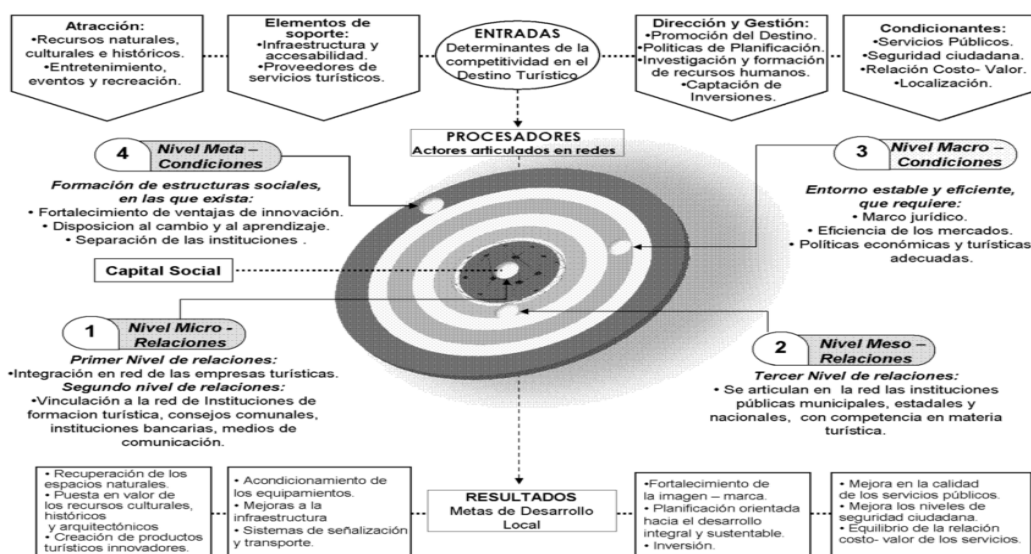 Atracción:
•Recursos naturales,
culturales e históricos.
•Entretenimiento,
eventos y recreación.
Elementos de
soporte:
•Infraestructura y
accesabilidad.
•Proveedores de
servicios turísticos.
ENTRADAS
Determinantes de la
competitividad en el
Destino Turístico
Dirección y Gestión:
•Promoción del Destino.
•Politicas de Planificación.
•Investigación y formación
de recursos humanos.
•Captación de
Inversiones.
Condicionantes:
•Servicios Públicos.
•Seguridad ciudadana.
•Relación Costo- Valor.
•Localización.
PROCESADORES
Actores articulados en redes
4
Nivel Meta –
Condiciones
Formación de estructuras sociales,
en las que exista:
• Fortalecimiento de ventajas de innovación.
• Disposicion al cambo y al aprendizaje.
• Separación de las instituciones .
3
Nivel Macro –
Condiciones
Entorno estable y eficiente,
que requiere:
• Marco jurídico.
• Eficiencia de los mercados.
• Políticas económicas y turísticas
adecuadas.
Capital Social
1
Nivel Micro -
Relaciones
Primer Nivel de relaciones:
•Integración en red de las empresas turísticas.
Segundo nivel de relaciones:
•Vinculación a la red de Instituciones de
formacion turística, consejos comunales,
instituciones bancarias, medios de
comunicación.
2
Nivel Meso –
Relaciones
Tercer Nivel de relaciones:
• Se articulan en la red las instituciones
públicas municipales, estadales y
nacionales, con competencia en materia
turística.
• Recuperación de los
espacios naturales.
• Puesta en valor de
los recursos culturales,
históricos
y arquitectónicos
• Creación de productos
turísticos innovadores.
• Acondicionamiento de
los equipamientos.
• Mejoras a la
infraestructura
• Sistemas de señalización
y transporte.
RESULTADOS
Metas de Desarrollo
Local
•Fortalecimiento de
la imagen – marca.
• Planificación orientada
hacia el desarrollo
integral y sustentable.
• Inversión.
• Mejora en la calidad
de los servicios públicos.
• Mejora los niveles de
seguridad ciudadana.
• Equilibrio de la relación
costo- valor de los servicios.